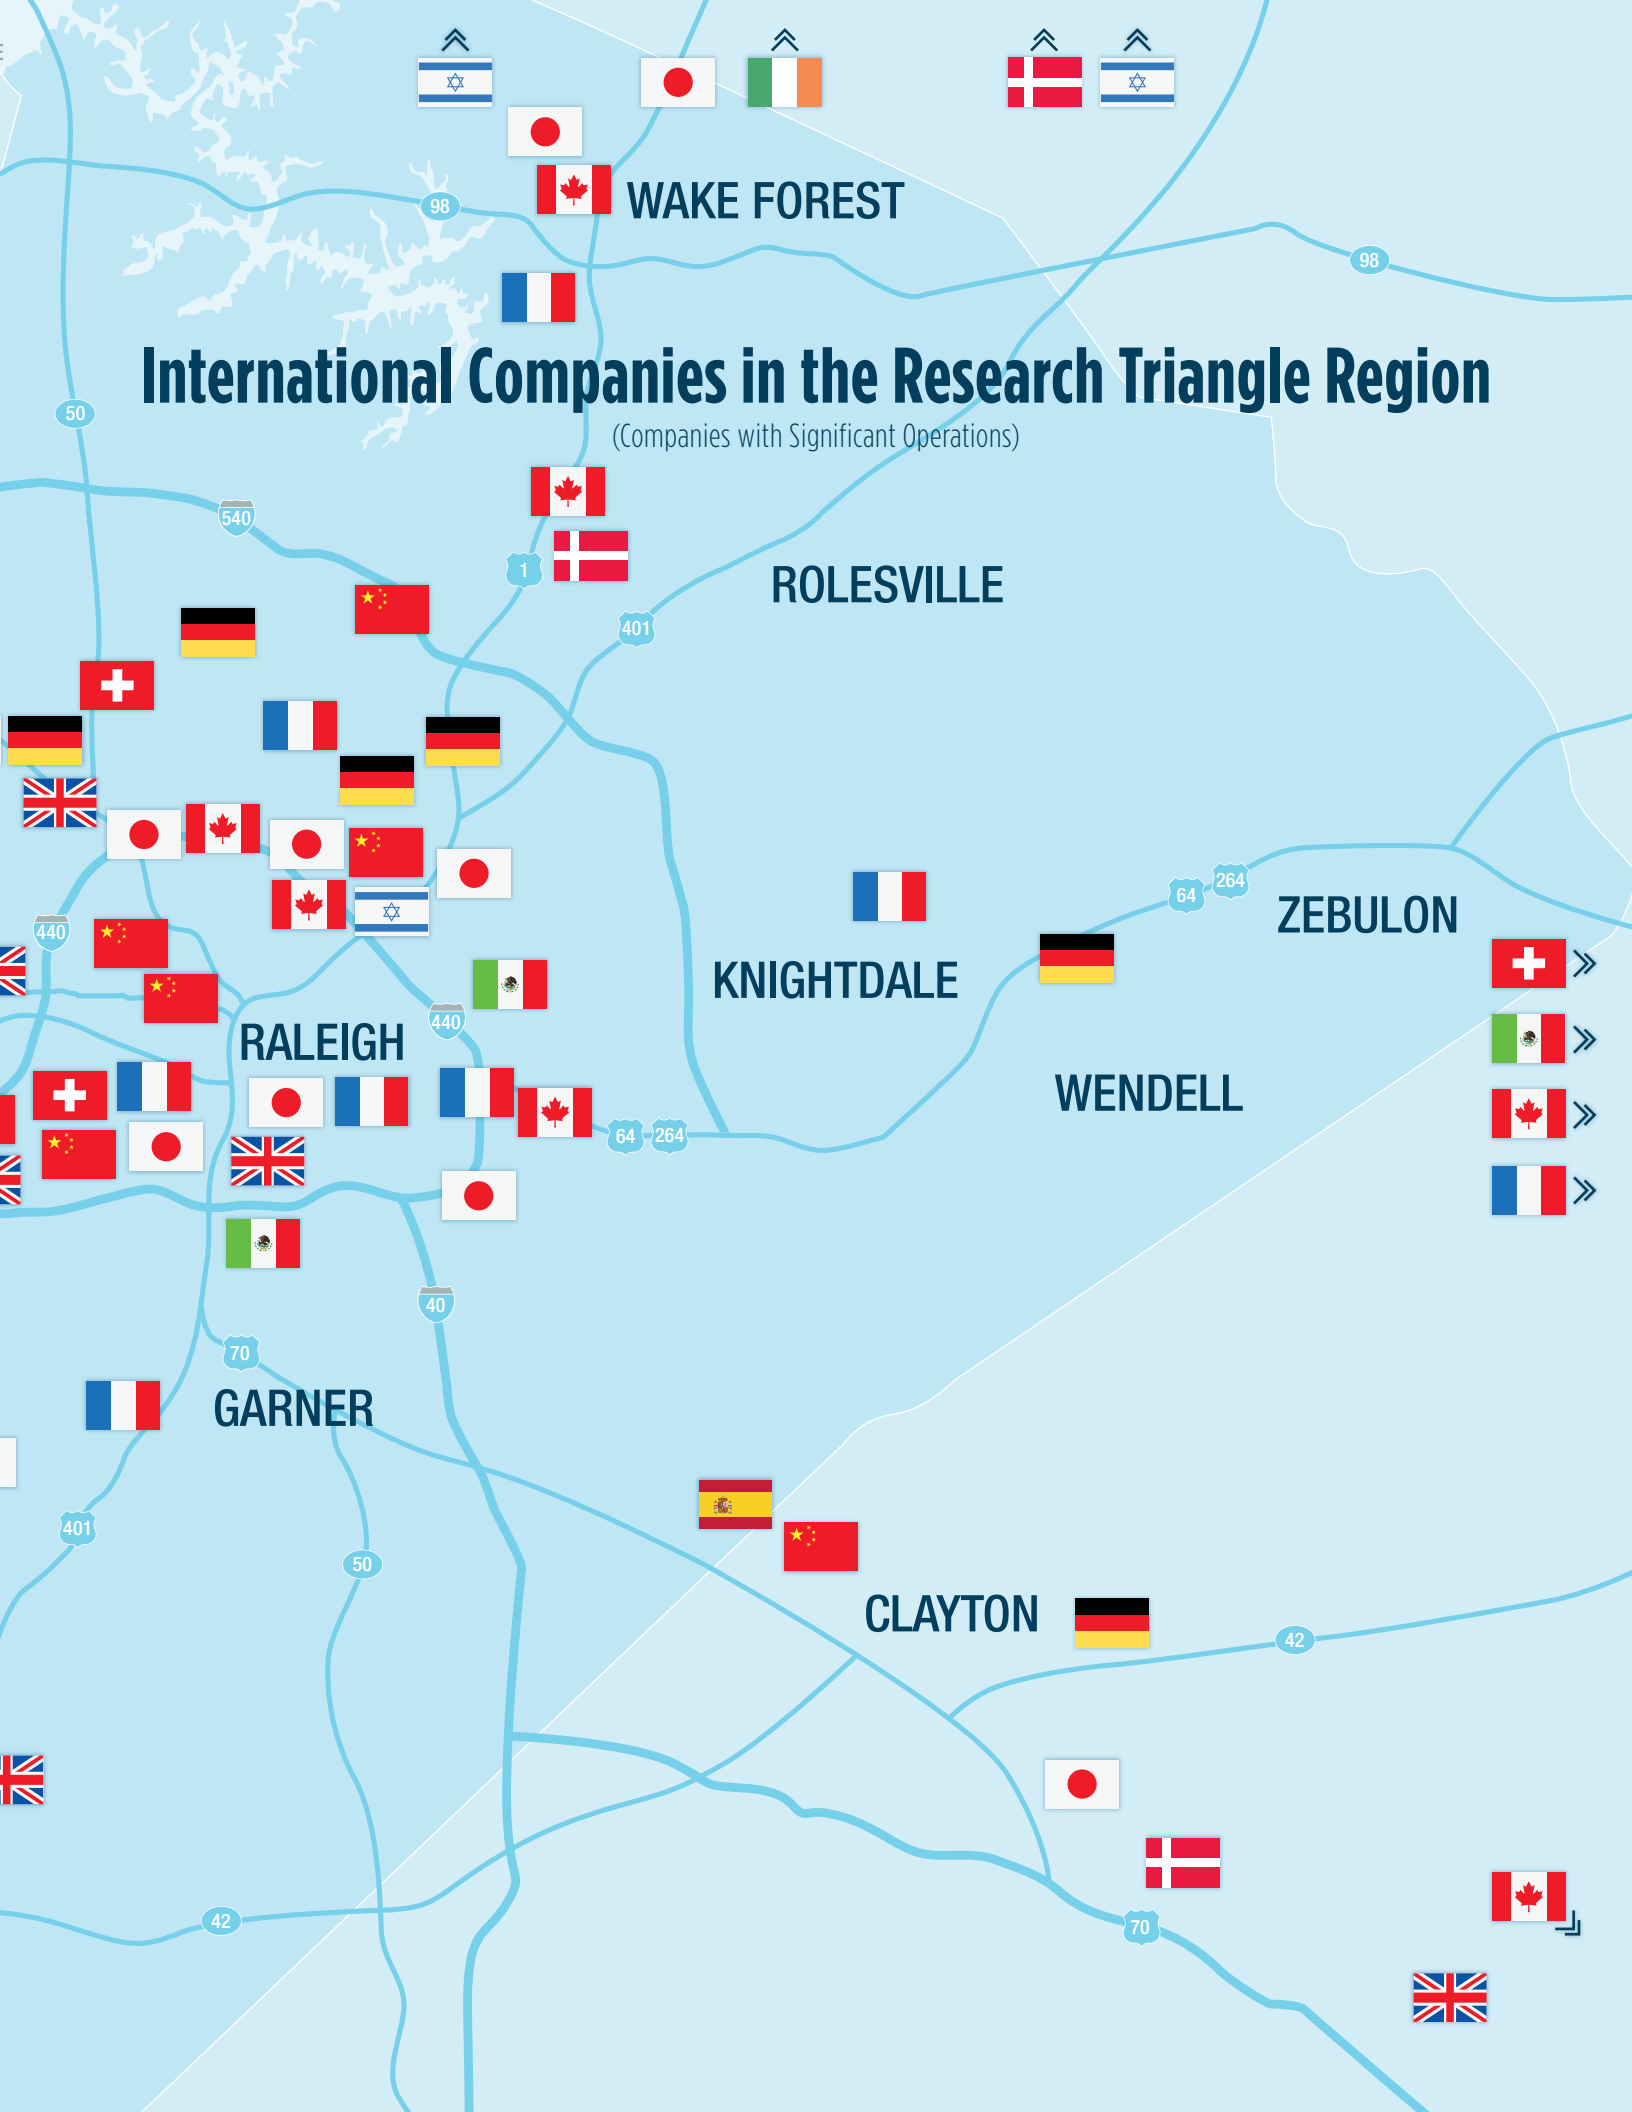 98
WAKE FOREST
98
International Companies in the Research Triangle Region
(Companies with Significant Operations)
50
540
1
ROLESVILLE
401
64
264
ZEBULON
440
KNIGHTDALE
440
RALEIGH
WENDELL
64
264
40
70
GARNER
401
50
CLAYTON
42
42
70